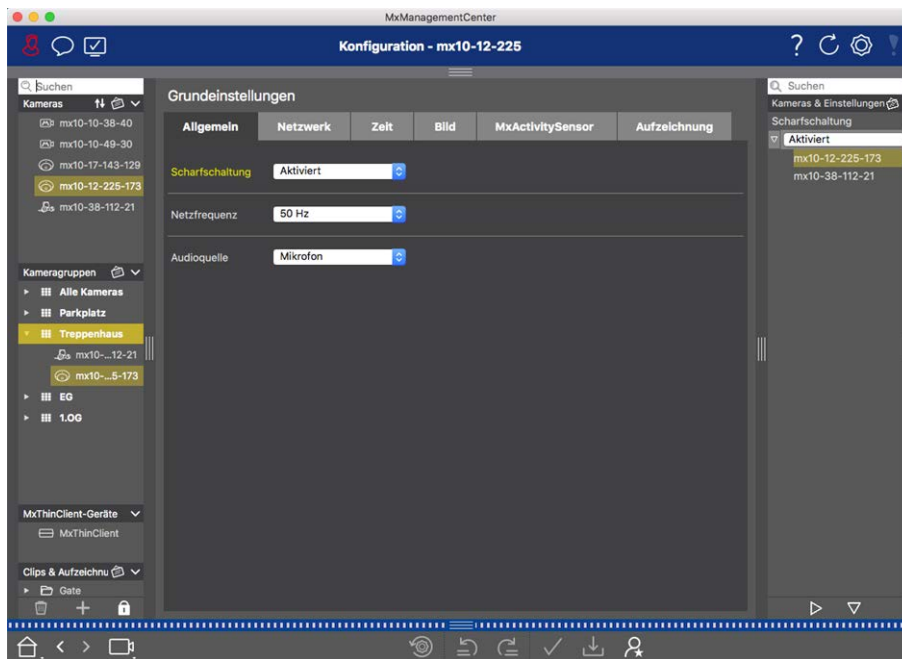 MxManagementCenter
Konfiguration - mx10-12-225
?
Suchen
Kameras
mx10-10-38-40
mx10-10-49-30
mx10-17-143-129
mx10-12-225-173
mx10-38-112-21
Kameragruppen
Alle Kameras
Parkplatz
Treppenhaus
mx10-...12-21
mx10-...5-173
EG
1.OG
MxThinClient-Geräte
MxThinClient
Clips & Aufzeichnu
Gate
Grundeinstellungen
Allgemein Netzwerk Zeit Bild MxActivitySensor Aufzeichnung
Scharfschaltung Aktiviert
Netzfrequenz 50 Hz
Audioquelle Mikrofon
Suchen
Kameras & Einstellungen
Scharfschaltung
Aktiviert
mx10-12-225-173
mx10-38-112-21